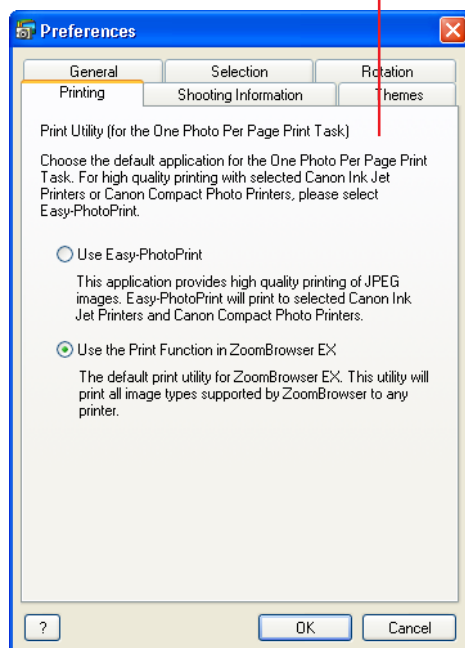 Preferences
General
Selection
Rotation
Printing
Shooting Information
Themes
Print Utility (for the One Photo Per Page Print Task)
Choose the default application for the One Photo Per Page Print
Task. For high quality printing with selected Canon Ink Jet
Printers or Canon Compact Photo Printers, please select
Easy-PhotoPrint.
Use Easy-PhotoPrint
This application provides high quality printing of JPEG
images. Easy-PhotoPrint will print to selected Canon Ink
Jet Printers and Canon Compact Photo Printers.
Use the Print Function in ZoomBrowser EX
The default print utility for ZoomBrowser EX. This utility will
print all image types supported by ZoomBrowser to any
printer.
?
OK
Cancel